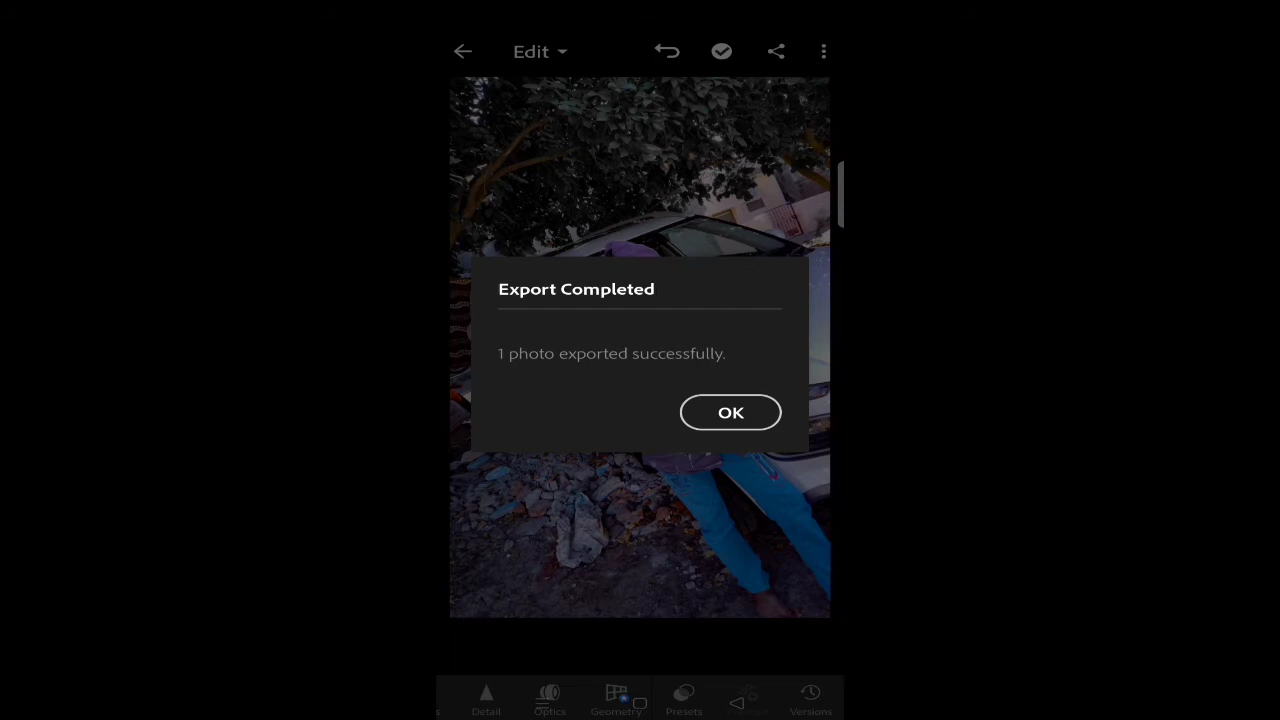 Edit
Export Completed
1 photo exported successfully.
OK
s Detail Optics Geometry Presets Versions